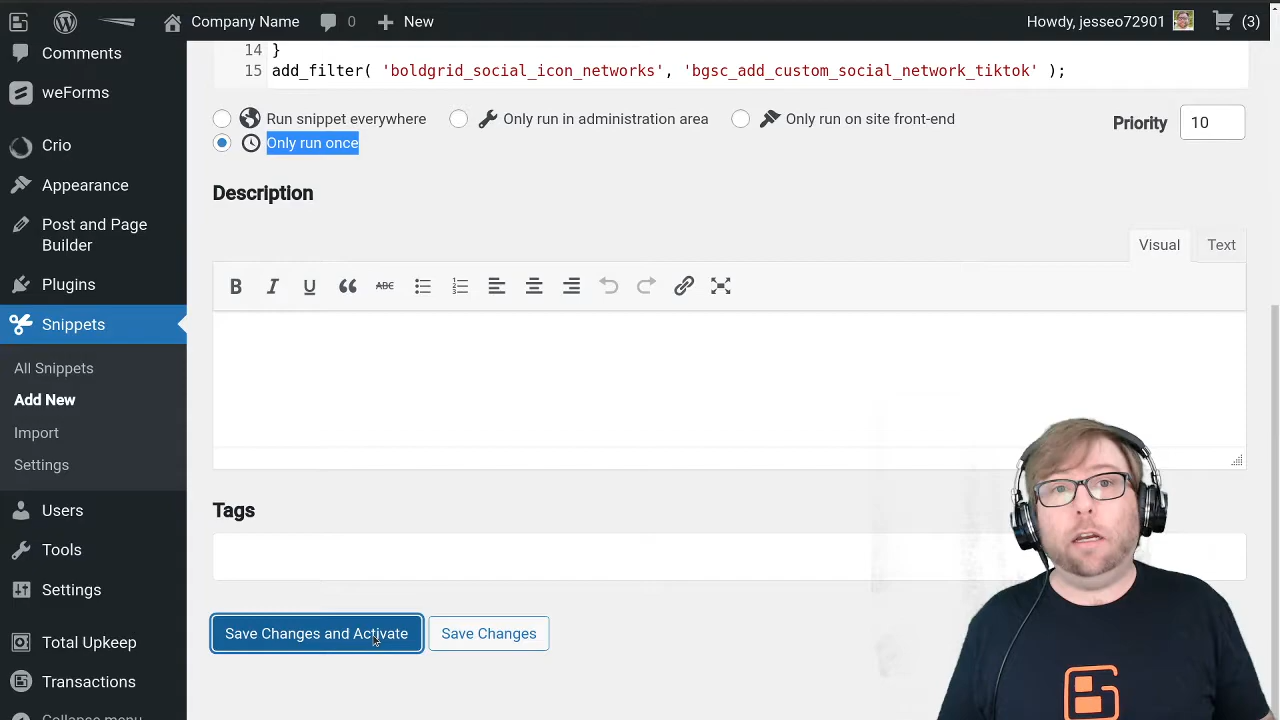 Company Name
0
New
Howdy, jesseo72901
(3)
Comments
weForms
Crio
Appearance
Post and Page
Builder
Plugins
Snippets
All Snippets
Add New
Import
Settings
Users
Tools
Settings
Total Upkeep
Transactions
Collapse menu
14 }
15 add_filter( 'boldgrid_social_icon_networks', 'bgsc_add_custom_social_network_tiktok' );
Run snippet everywhere
Only run in administration area
Only run on site front-end
Only run once
Priority
10
Description
Visual
Text
B I U ABC
Tags
Save Changes and Activate
Save Changes